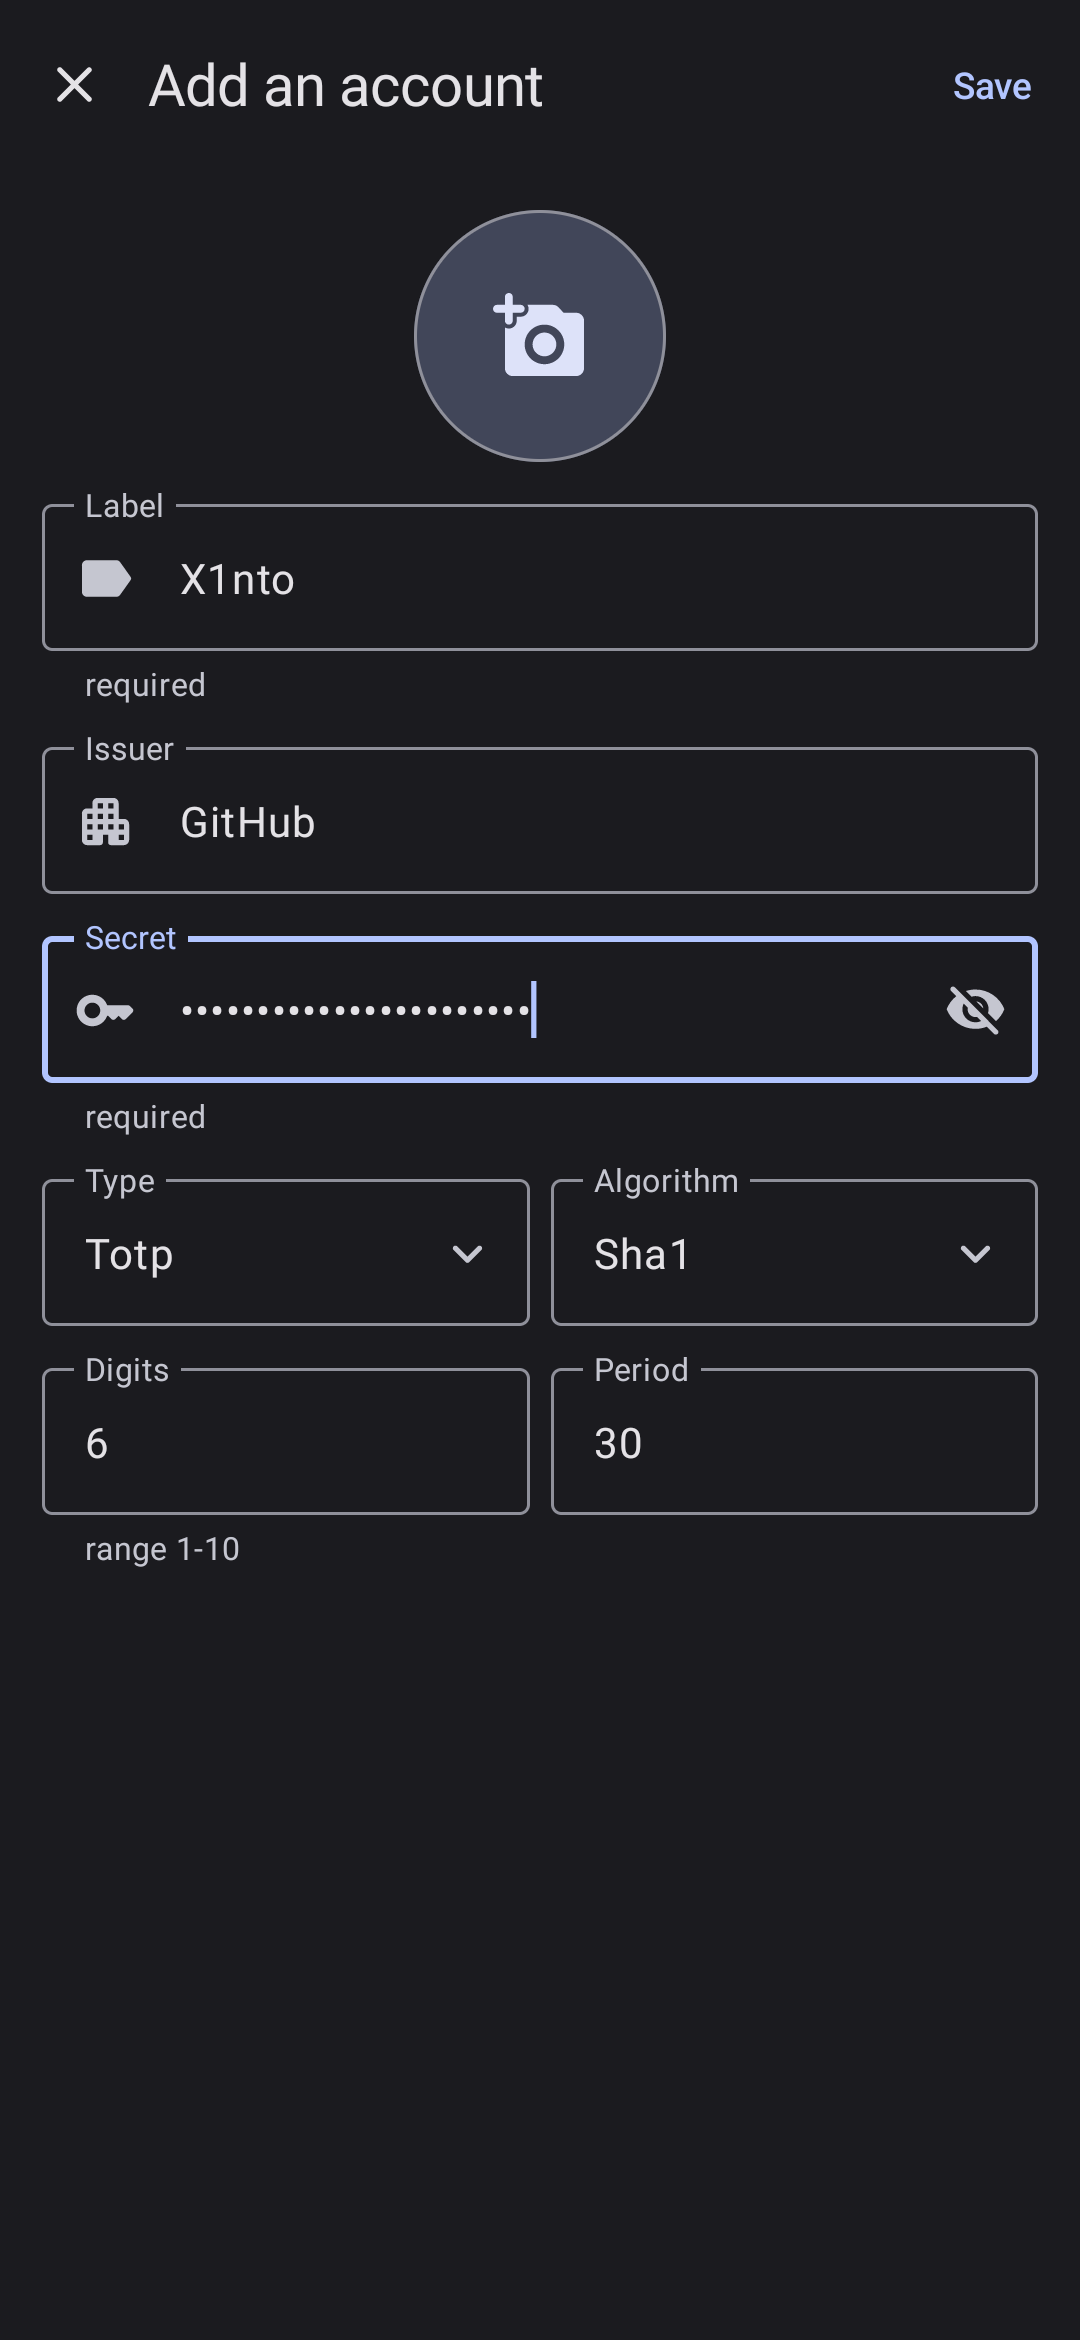 Add an account
Save
Label
X1nto
required
Issuer
GitHub
Secret
•••••••••••••••••••••••
required
Type
Algorithm
Totp
Sha1
Digits
Period
6
30
range 1-10